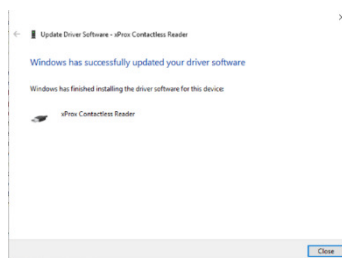 Update Driver Software - xProx Contactless Reader
Windows has successfully updated your driver software
Windows has finished installing the driver software for this device:
xProx Contactless Reader
Close